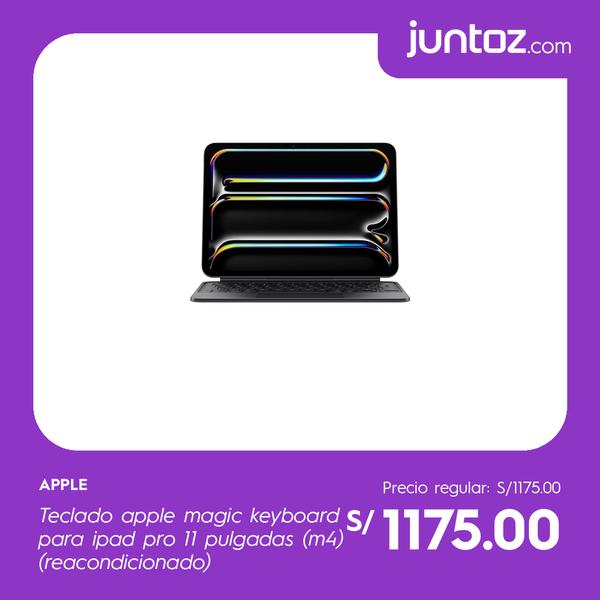 juntoz.com
APPLE
Precio regular: S/1175.00
Teclado apple magic keyboard
para ipad pro 11 pulgadas (m4)
(reacondicionado)
S/ 1175.00